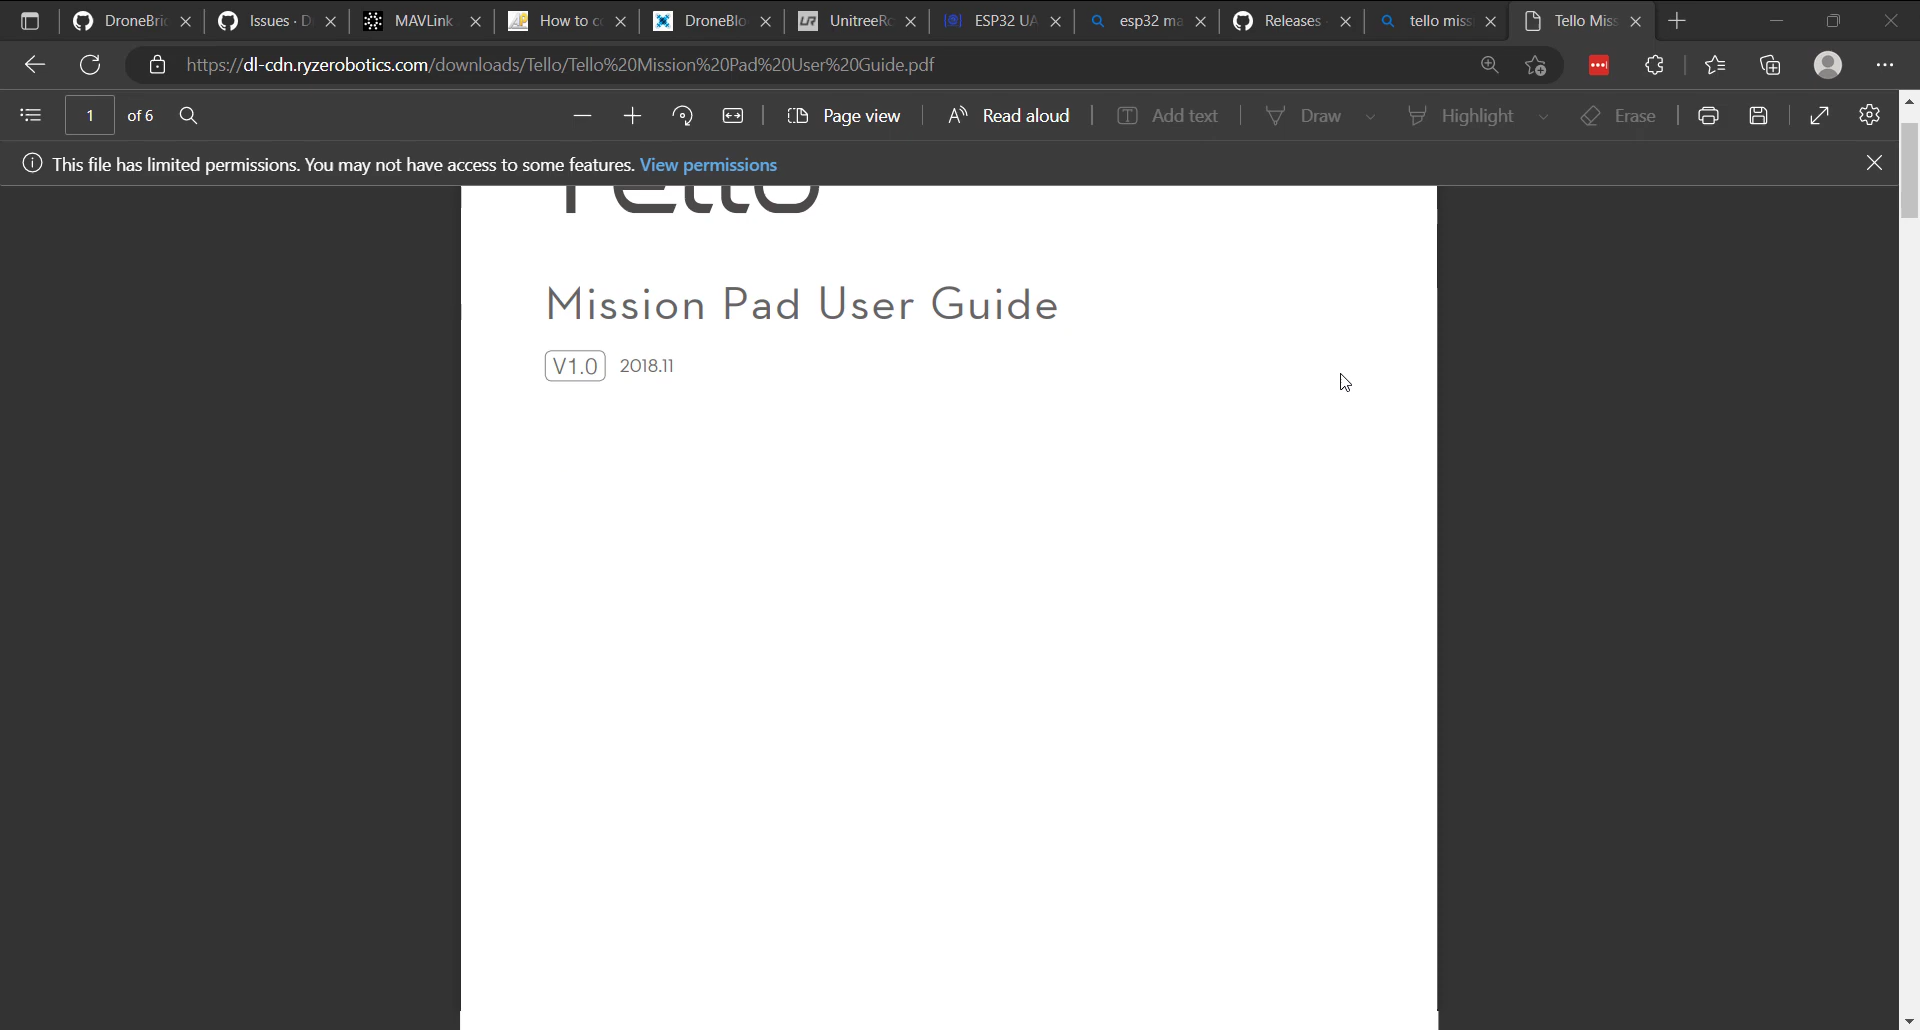 DroneBri
Issues · D
MAVLink
How to c
DroneBlo
UnitreeRo
ESP32 UA
esp32 ma
Releases
tello miss
Tello Miss
https://dl-cdn.ryzerobotics.com/downloads/Tello/Tello%20Mission%20Pad%20User%20Guide.pdf
1 of 6
Page view
Read aloud
Add text
Draw
Highlight
Erase
This file has limited permissions. You may not have access to some features. View permissions
Tello
Mission Pad User Guide
V1.0 2018.11